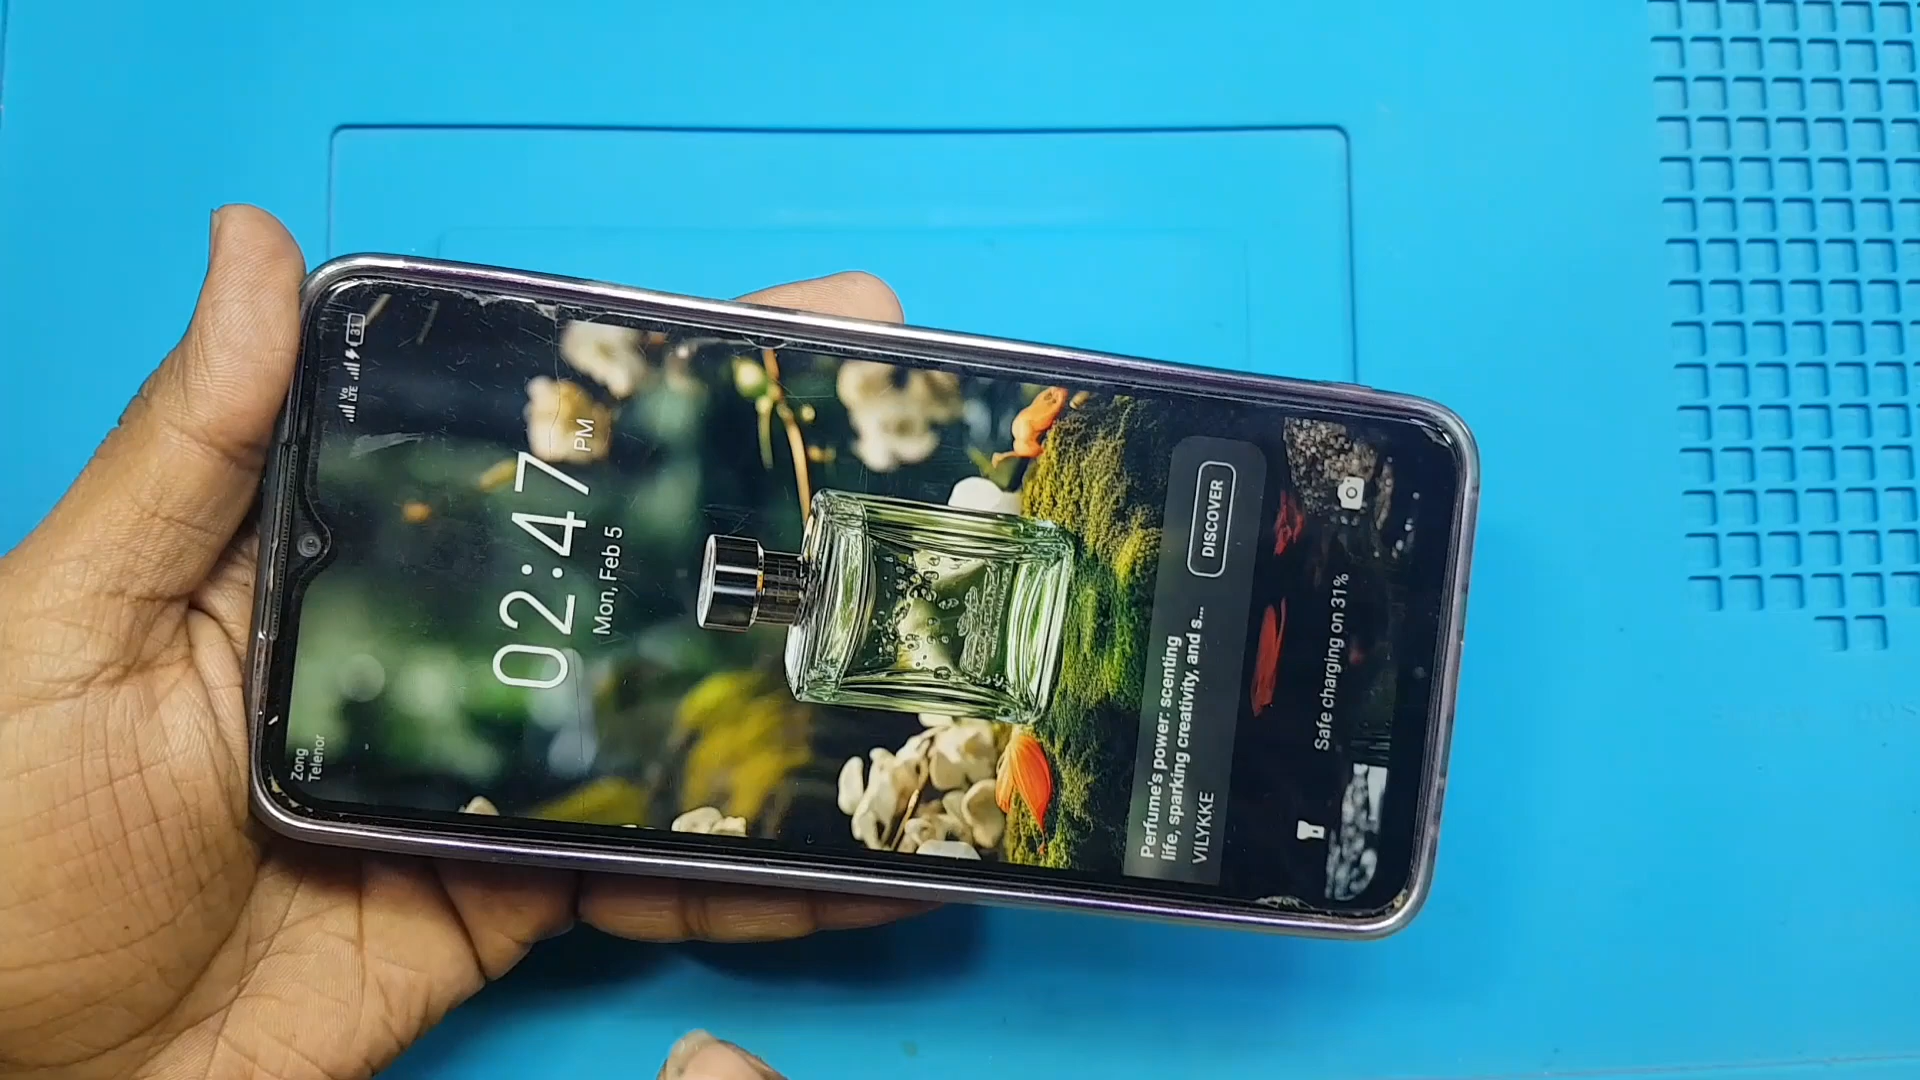 Zong
Telenor
Vo
LTE
31
02:47 PM
Mon, Feb 5
Perfume's power: scenting
life, sparking creativity, and s...
VILYKKE
DISCOVER
Safe charging on 31%